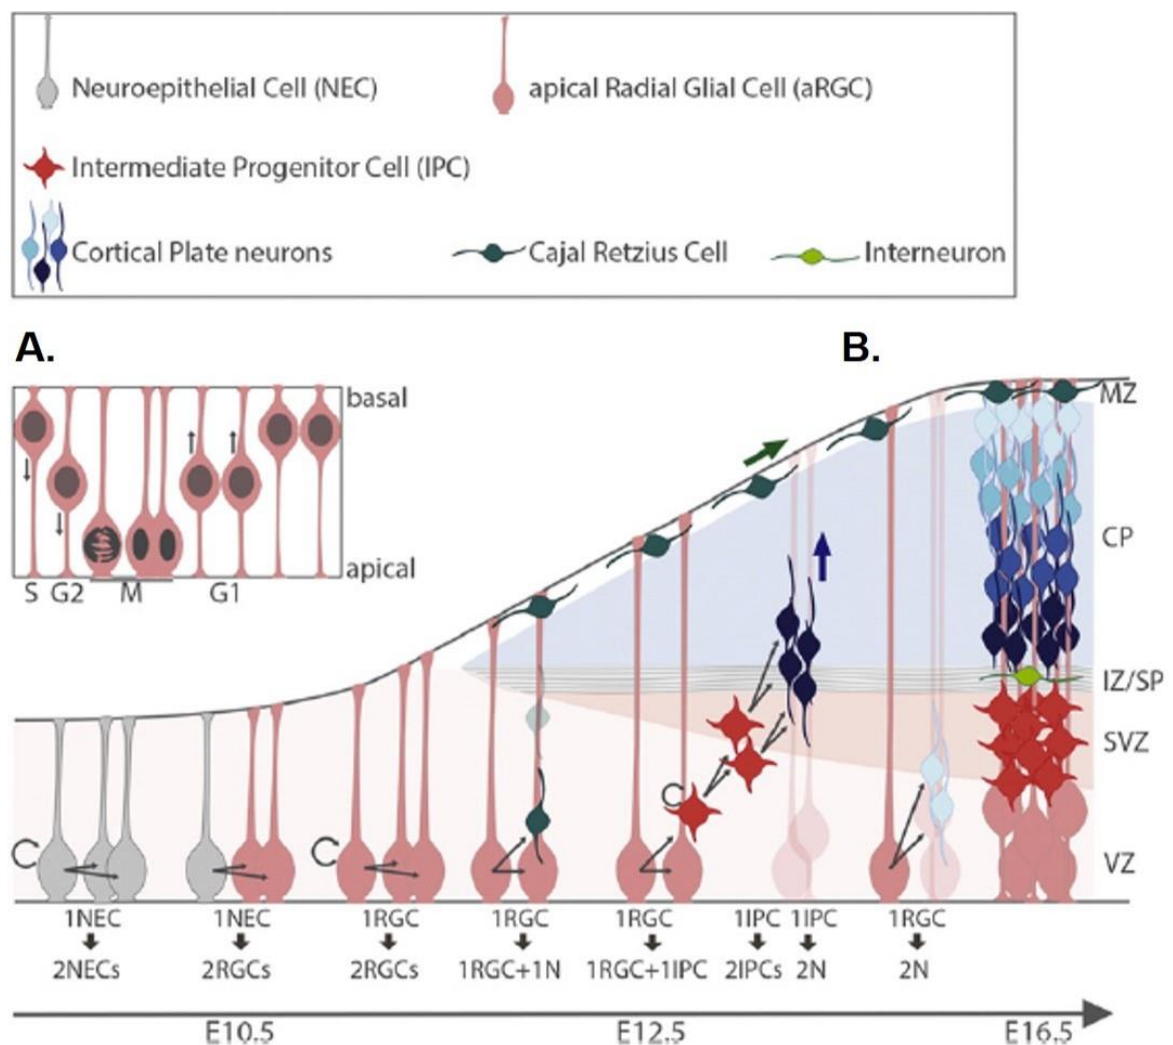 Neuroepithelial Cell (NEC)
apical Radial Glial Cell (aRGC)
Intermediate Progenitor Cell (IPC)
Cortical Plate neurons
Cajal Retzius Cell
Interneuron
A.
B.
basal
apical
S G2 M G1
MZ
CP
IZ/SP
SVZ
VZ
1NEC 1NEC 1RGC 1RGC 1RGC 1IPC 1IPC 1RGC
2NECs 2RGCs 2RGCs 1RGC+1N 1RGC+1IPC 2IPCs 2N 2N
E10.5 E12.5 E16.5